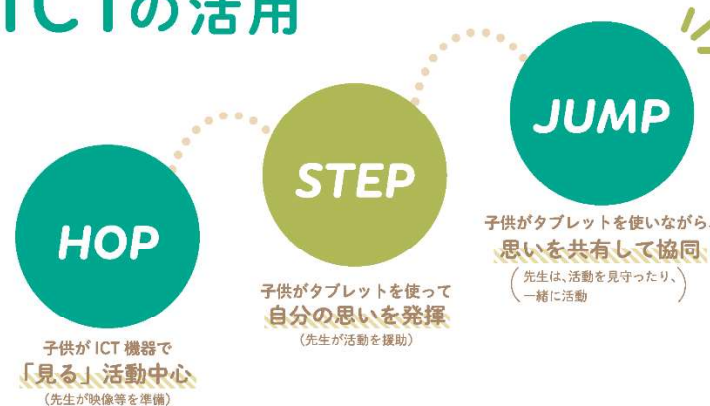 ICTの活用
HOP
子供が ICT 機器で
「見る」活動中心
(先生が映像等を準備)
STEP
子供がタブレットを使って
自分の思いを発揮
(先生が活動を援助)
JUMP
子供がタブレットを使いながら、
思いを共有して協同
(先生は、活動を見守ったり、
一緒に活動)